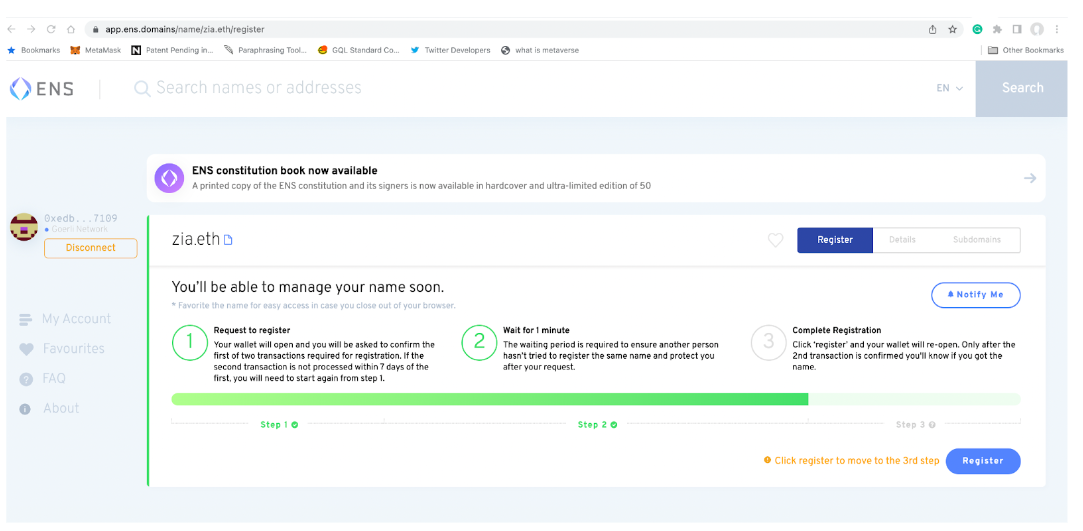 app.ens.domains/name/zia.eth/register
Bookmarks MetaMask Patent Pending in... Paraphrasing Tool... GQL Standard Co... Twitter Developers what is metaverse Other Bookmarks
ENS Search names or addresses EN Search
ENS constitution book now available
A printed copy of the ENS constitution and its signers is now available in hardcover and ultra-limited edition of 50
0xedb...7109
Goerli Network
Disconnect
zia.eth Register Details Subdomains
You'll be able to manage your name soon.
* Favorite the name for easy access in case you close out of your browser.
Notify Me
My Account
Favourites
FAQ
About
1 Request to register
Your wallet will open and you will be asked to confirm the
first of two transactions required for registration. If the
second transaction is not processed within 7 days of the
first, you will need to start again from step 1.
2 Wait for 1 minute
The waiting period is required to ensure another person
hasn't tried to register the same name and protect you
after your request.
3 Complete Registration
Click 'register' and your wallet will re-open. Only after the
2nd transaction is confirmed you'll know if you got the
name.
Step 1 Step 2 Step 3
Click register to move to the 3rd step Register